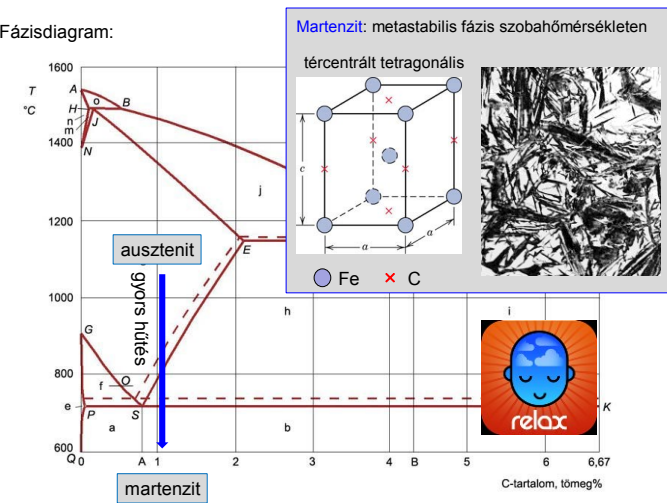 Fázisdiagram:
Martenzit: metastabilis fázis szobahőmérsékleten
tércentrált tetragonális
c
a
a
Fe
C
T
°C
1600
1400
1200
1000
800
600
A
H
o
B
n
J
m
N
j
ausztenit
E
gyors hűtés
h
i
G
f
O
e
P
S
K
a
b
Q
0
A
1
2
3
4
B
5
6
6,67
martenzit
C-tartalom, tömeg%
relax